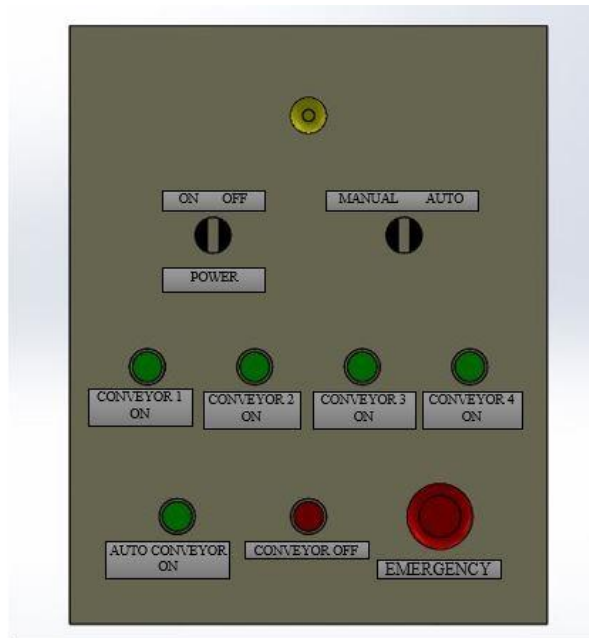 ON OFF
MANUAL AUTO
POWER
CONVEYOR 1
ON
CONVEYOR 2
ON
CONVEYOR 3
ON
CONVEYOR 4
ON
AUTO CONVEYOR
ON
CONVEYOR OFF
EMERGENCY